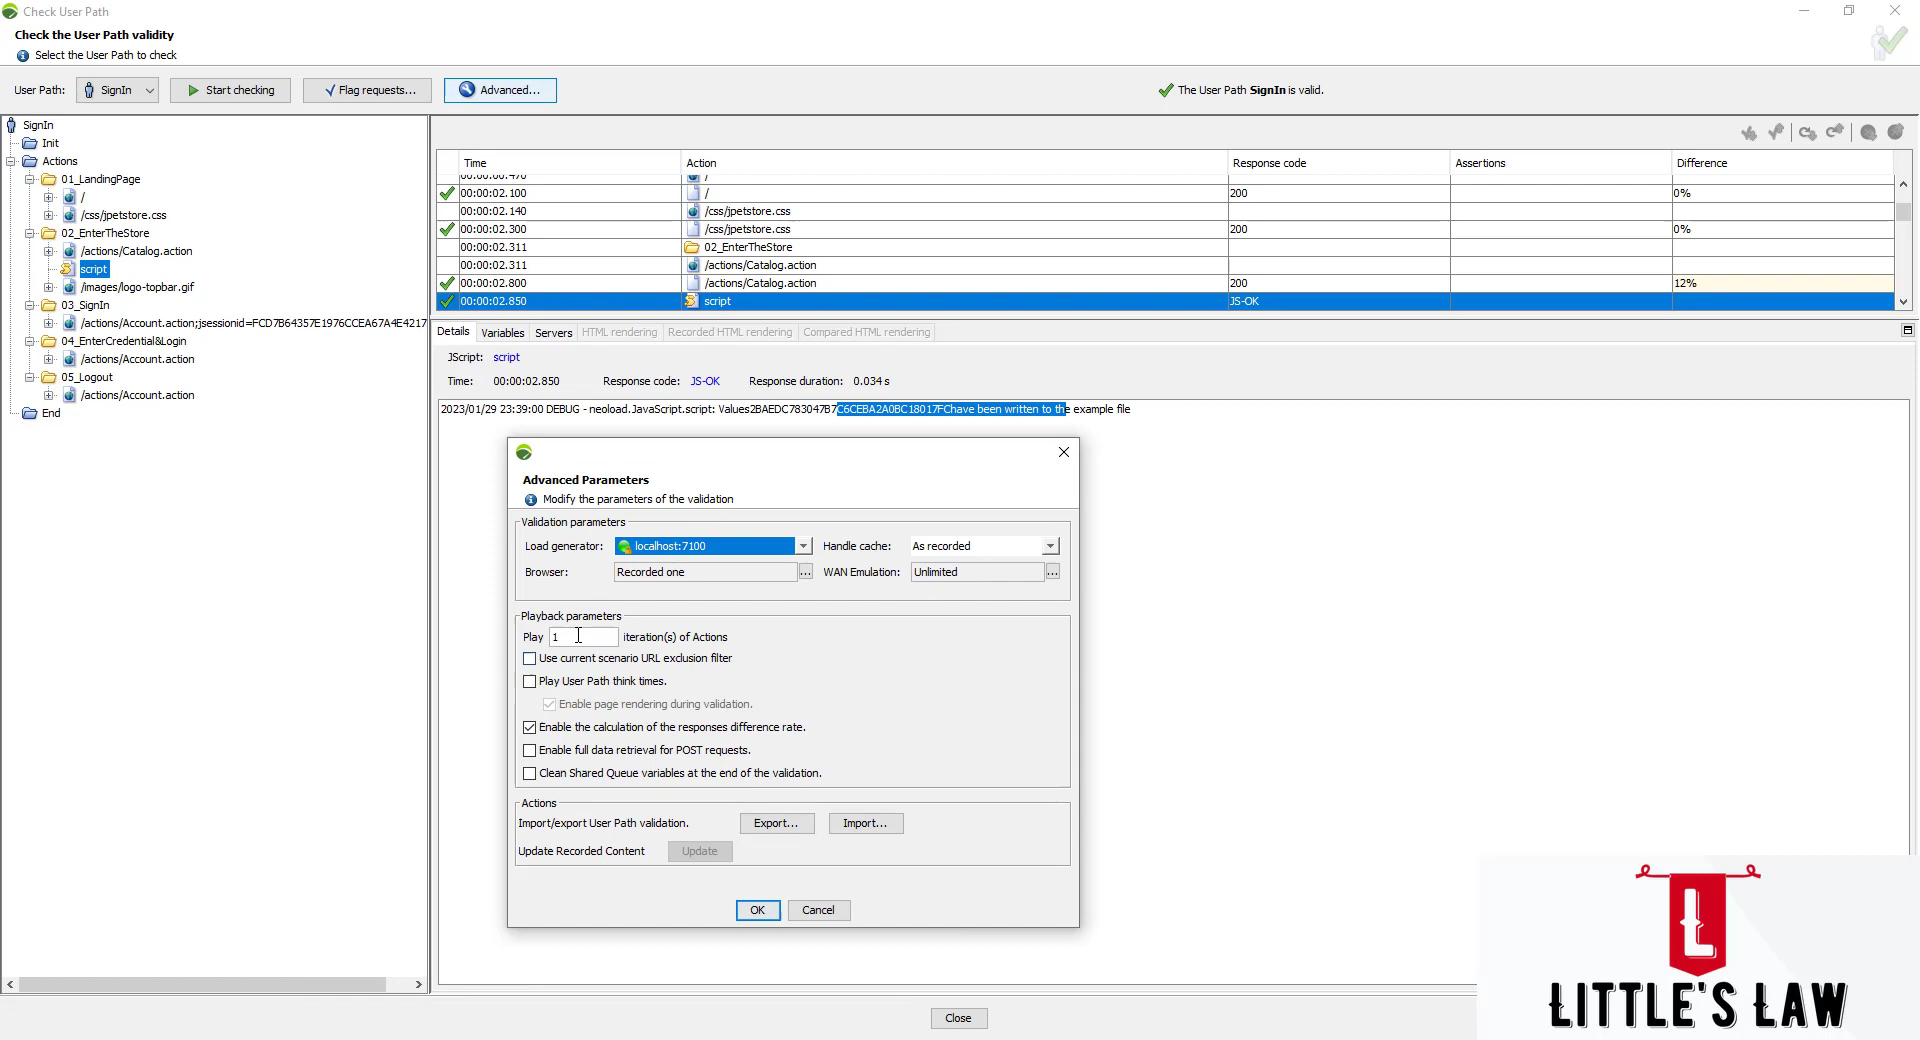 Check User Path
Check the User Path validity
Select the User Path to check
User Path: SignIn Start checking Flag requests... Advanced... The User Path SignIn is valid.
SignIn
Init
Actions
01_LandingPage
/
/css/jpetstore.css
02_EnterTheStore
/actions/Catalog.action
script
/images/logo-topbar.gif
03_SignIn
/actions/Account.action;jsessionid=FCD7B64357E1976CCEA67A4E4217
04_EnterCredential&Login
/actions/Account.action
05_Logout
/actions/Account.action
End
Time Action Response code Assertions Difference
00:00:00.470 /
00:00:02.100 / 200 0%
00:00:02.140 /css/jpetstore.css
00:00:02.300 /css/jpetstore.css 200 0%
00:00:02.311 02_EnterTheStore
00:00:02.311 /actions/Catalog.action
00:00:02.800 /actions/Catalog.action 200 12%
00:00:02.850 script JS-OK
Details Variables Servers HTML rendering Recorded HTML rendering Compared HTML rendering
JScript: script
Time: 00:00:02.850 Response code: JS-OK Response duration: 0.034 s
2023/01/29 23:39:00 DEBUG - neoload.JavaScript.script: Values2BAEDC783047B7C6CEBA2A0BC18017FChave been written to the example file
Advanced Parameters
Modify the parameters of the validation
Validation parameters
Load generator: localhost:7100 Handle cache: As recorded
Browser: Recorded one ... WAN Emulation: Unlimited ...
Playback parameters
Play 1 iteration(s) of Actions
Use current scenario URL exclusion filter
Play User Path think times.
Enable page rendering during validation.
Enable the calculation of the responses difference rate.
Enable full data retrieval for POST requests.
Clean Shared Queue variables at the end of the validation.
Actions
Import/export User Path validation. Export... Import...
Update Recorded Content Update
OK Cancel
Close
L
LITTLE'S LAW